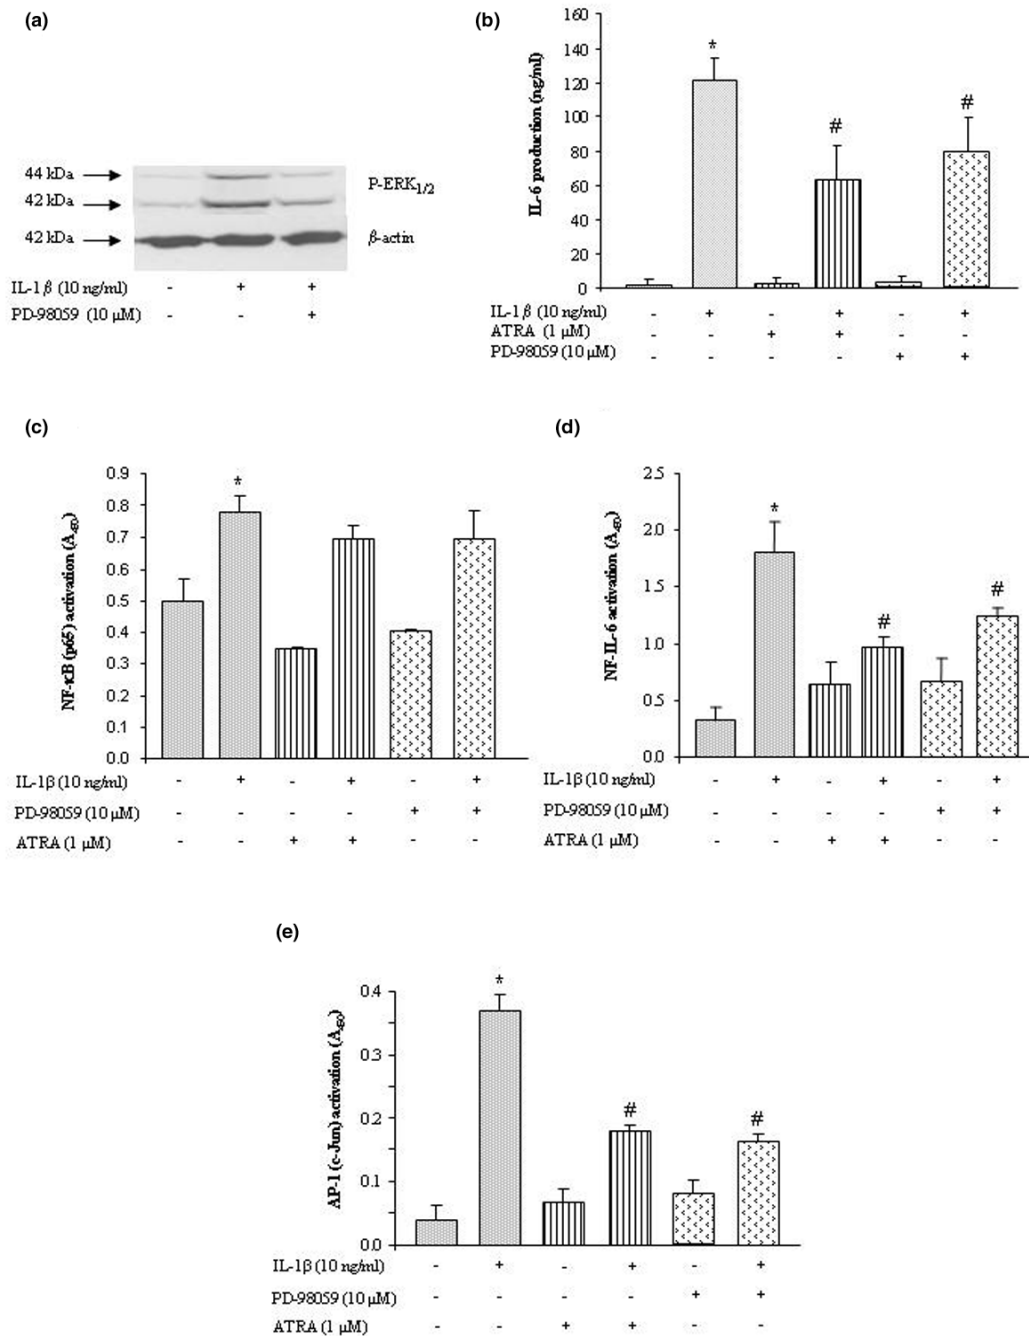 (a)
44 kDa
P-ERK1/2
42 kDa
42 kDa
β-actin
IL-1β (10 ng/ml) - + +
PD-98059 (10 µM) - - +
(b)
IL-6 production (ng/ml)
160
140
120
100
80
60
40
20
0
*
#
#
IL-1β (10 ng/ml) - + - + - +
ATRA (1 µM) - - + + - -
PD-98059 (10 µM) - - - - + +
(c)
NF-κB (p65) activation (A450)
0.9
0.8
0.7
0.6
0.5
0.4
0.3
0.2
0.1
0.0
*
IL-1β (10 ng/ml) - + - + - +
PD-98059 (10 µM) - - - - + +
ATRA (1 µM) - - + + - -
(d)
NF-IL-6 activation (A450)
2.5
2.0
1.5
1.0
0.5
0.0
*
#
#
IL-1β (10 ng/ml) - + - + - +
PD-98059 (10 µM) - - - - + +
ATRA (1 µM) - - + + - -
(e)
AP-1 (c-Jun) activation (A450)
0.4
0.3
0.2
0.1
0.0
*
#
#
IL-1β (10 ng/ml) - + - + - +
PD-98059 (10 µM) - - - - + +
ATRA (1 µM) - - + + - -